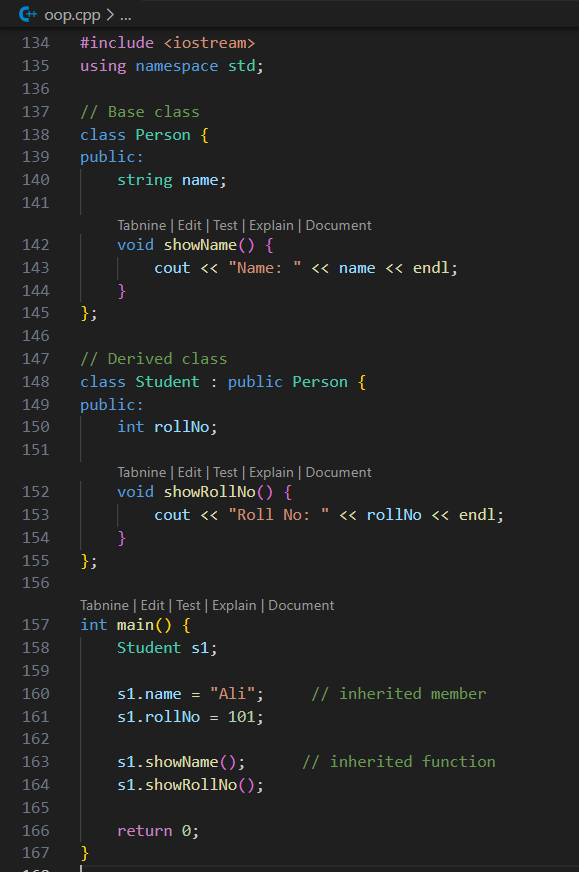 oop.cpp > ...
134 #include <iostream>
135 using namespace std;
136
137 // Base class
138 class Person {
139 public:
140     string name;
141
Tabnine | Edit | Test | Explain | Document
142     void showName() {
143         cout << "Name: " << name << endl;
144     }
145 };
146
147 // Derived class
148 class Student : public Person {
149 public:
150     int rollNo;
151
Tabnine | Edit | Test | Explain | Document
152     void showRollNo() {
153         cout << "Roll No: " << rollNo << endl;
154     }
155 };
156
Tabnine | Edit | Test | Explain | Document
157 int main() {
158     Student s1;
159
160     s1.name = "Ali";     // inherited member
161     s1.rollNo = 101;
162
163     s1.showName();      // inherited function
164     s1.showRollNo();
165
166     return 0;
167 }